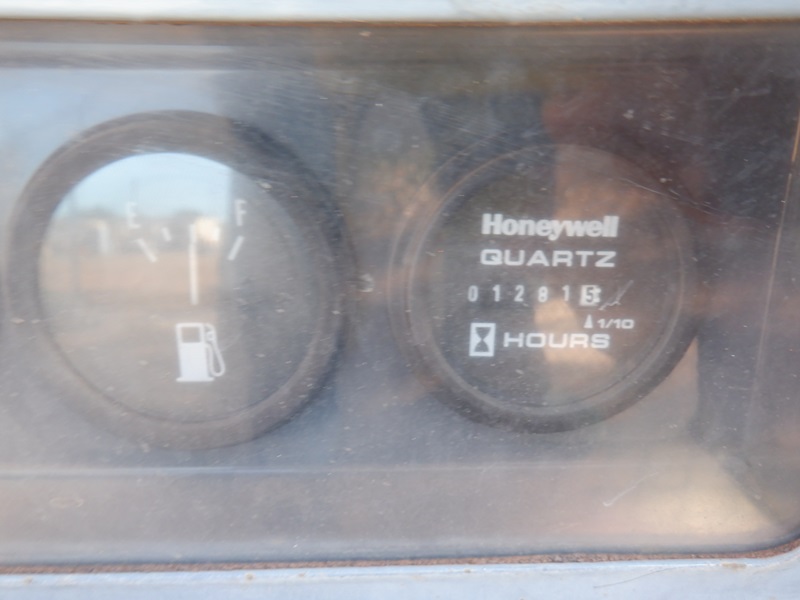 E F
Honeywell
QUARTZ
012815
1/10
HOURS